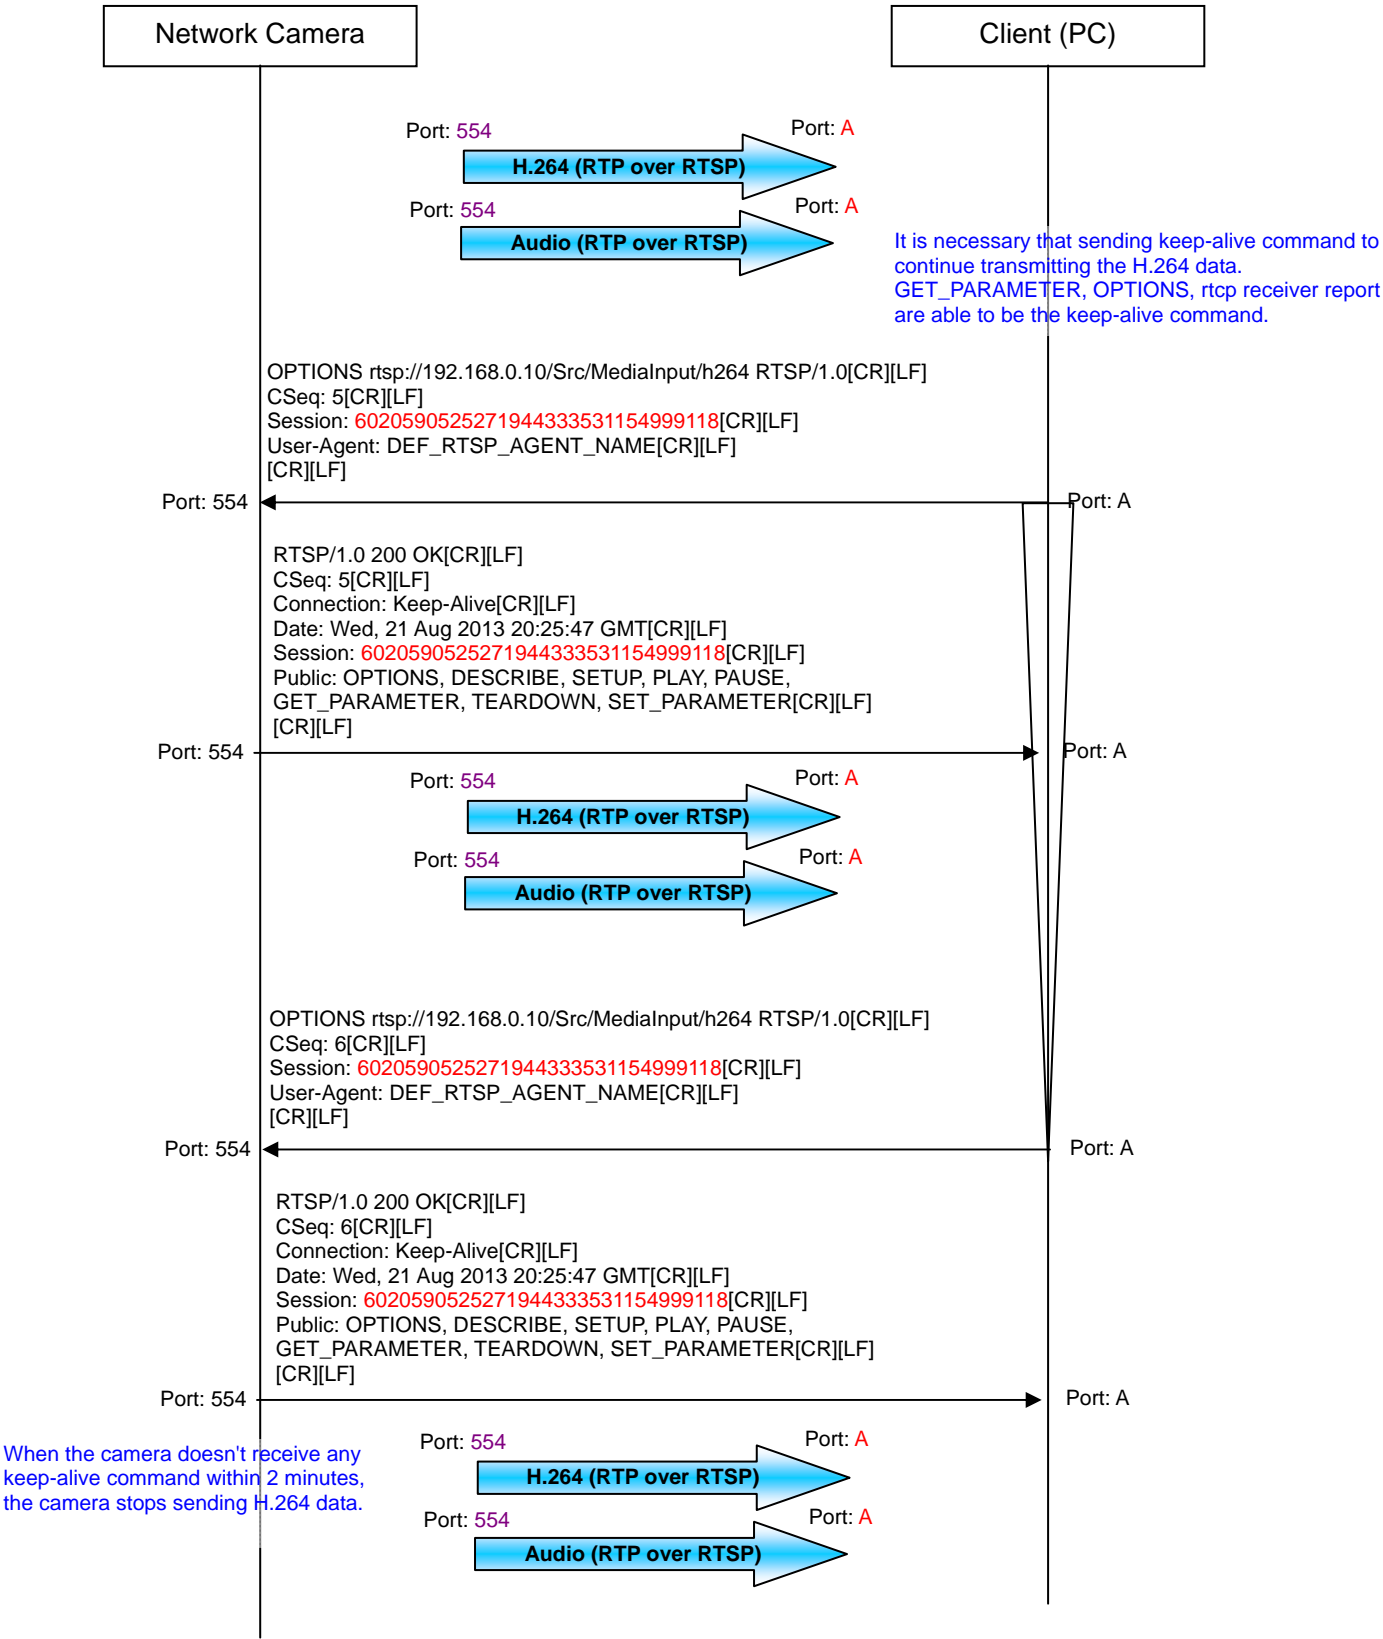 Network Camera
Client (PC)
Port: 554
Port: A
H.264 (RTP over RTSP)
Port: 554
Port: A
Audio (RTP over RTSP)
It is necessary that sending keep-alive command to
continue transmitting the H.264 data.
GET_PARAMETER, OPTIONS, rtcp receiver report
are able to be the keep-alive command.
OPTIONS rtsp://192.168.0.10/Src/MediaInput/h264 RTSP/1.0[CR][LF]
CSeq: 5[CR][LF]
Session: 6020590525271944333531154999118[CR][LF]
User-Agent: DEF_RTSP_AGENT_NAME[CR][LF]
[CR][LF]
Port: 554
Port: A
RTSP/1.0 200 OK[CR][LF]
CSeq: 5[CR][LF]
Connection: Keep-Alive[CR][LF]
Date: Wed, 21 Aug 2013 20:25:47 GMT[CR][LF]
Session: 6020590525271944333531154999118[CR][LF]
Public: OPTIONS, DESCRIBE, SETUP, PLAY, PAUSE,
GET_PARAMETER, TEARDOWN, SET_PARAMETER[CR][LF]
[CR][LF]
Port: 554
Port: A
Port: 554
Port: A
H.264 (RTP over RTSP)
Port: 554
Port: A
Audio (RTP over RTSP)
OPTIONS rtsp://192.168.0.10/Src/MediaInput/h264 RTSP/1.0[CR][LF]
CSeq: 6[CR][LF]
Session: 6020590525271944333531154999118[CR][LF]
User-Agent: DEF_RTSP_AGENT_NAME[CR][LF]
[CR][LF]
Port: 554
Port: A
RTSP/1.0 200 OK[CR][LF]
CSeq: 6[CR][LF]
Connection: Keep-Alive[CR][LF]
Date: Wed, 21 Aug 2013 20:25:47 GMT[CR][LF]
Session: 6020590525271944333531154999118[CR][LF]
Public: OPTIONS, DESCRIBE, SETUP, PLAY, PAUSE,
GET_PARAMETER, TEARDOWN, SET_PARAMETER[CR][LF]
[CR][LF]
Port: 554
Port: A
When the camera doesn't receive any
keep-alive command within 2 minutes,
the camera stops sending H.264 data.
Port: 554
Port: A
H.264 (RTP over RTSP)
Port: 554
Port: A
Audio (RTP over RTSP)